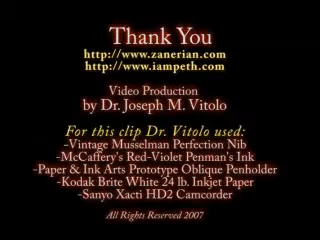 Thank You
http://www.zanerian.com
http://www.iampeth.com
Video Production
by Dr. Joseph M. Vitolo
For this clip Dr. Vitolo used:
-Vintage Musselman Perfection Nib
-McCaffery's Red-Violet Penman's Ink
-Paper & Ink Arts Prototype Oblique Penholder
-Kodak Brite White 24 lb. Inkjet Paper
-Sanyo Xacti HD2 Camcorder
All Rights Reserved 2007